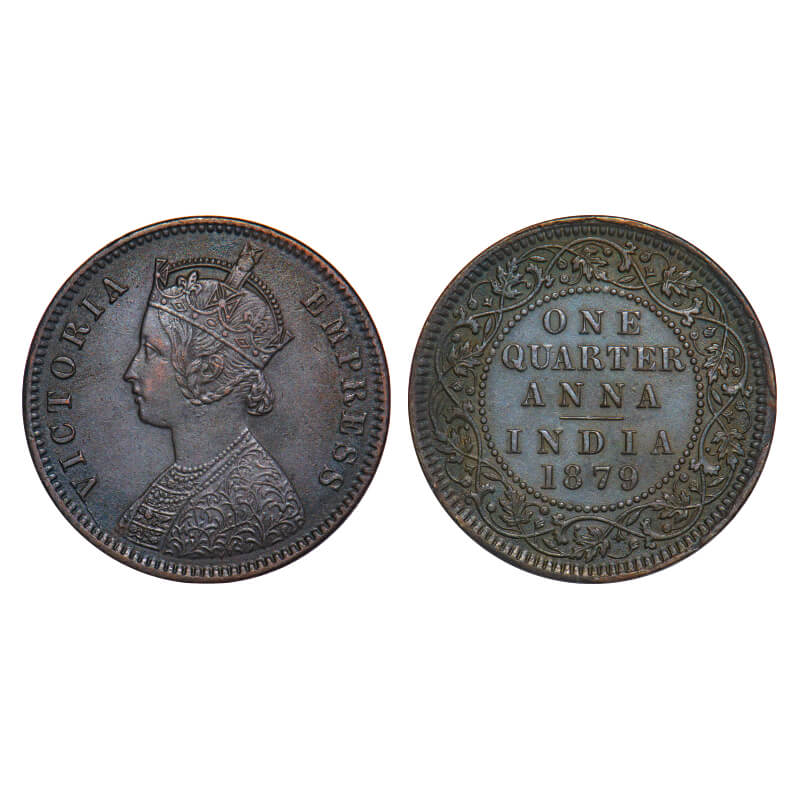 VICTORIA EMPRESS
ONE
QUARTER
ANNA
INDIA
1879